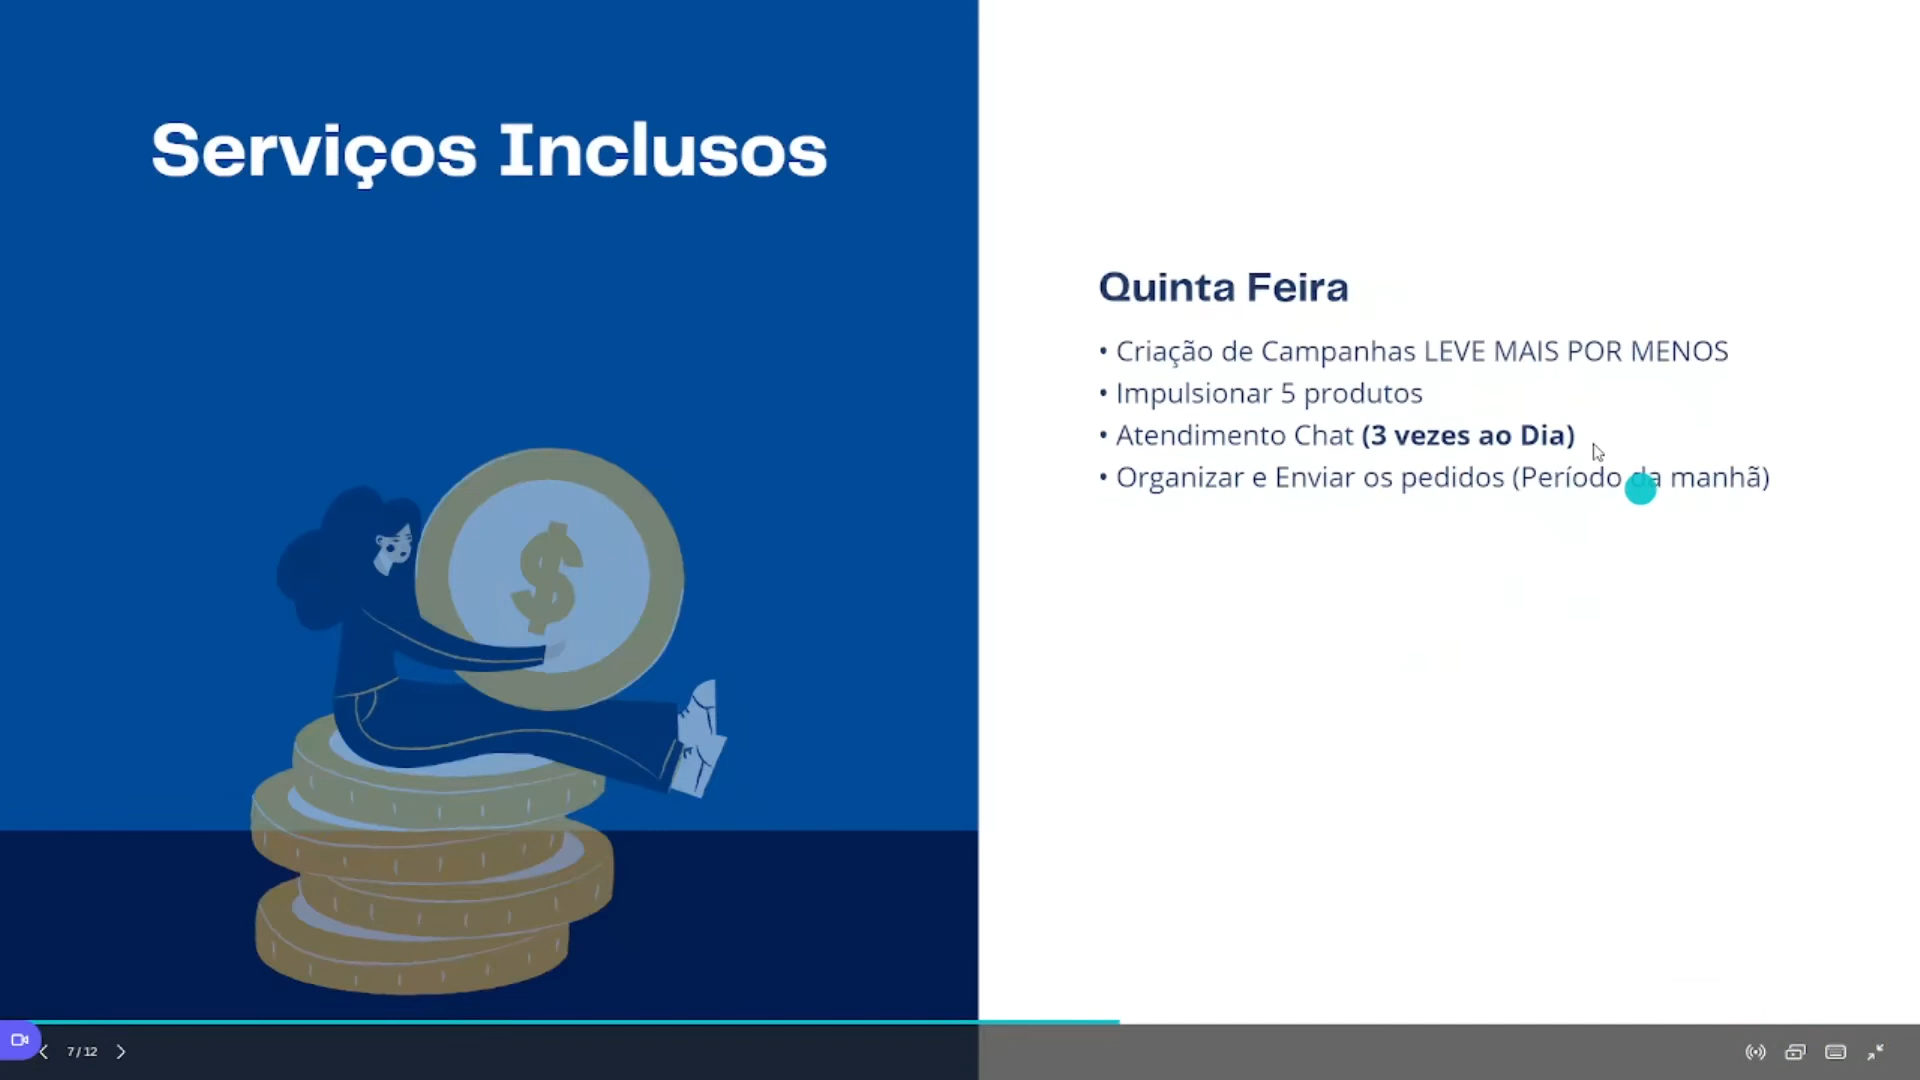 Serviços Inclusos
Quinta Feira
• Criação de Campanhas LEVE MAIS POR MENOS
• Impulsionar 5 produtos
• Atendimento Chat (3 vezes ao Dia)
• Organizar e Enviar os pedidos (Período da manhã)
$
7 / 12